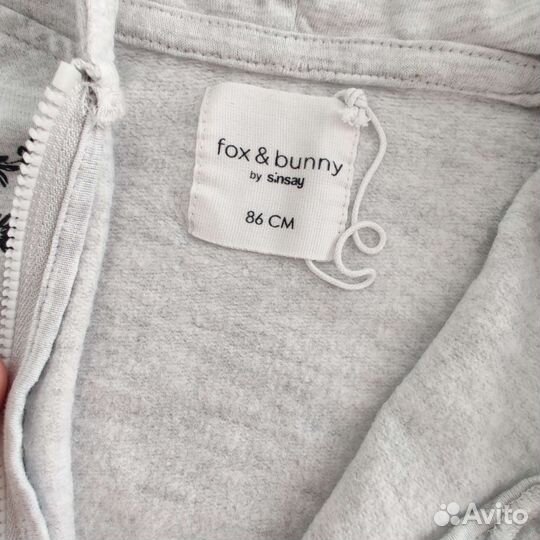 fox & bunny
by sinsay
86 CM
Avito